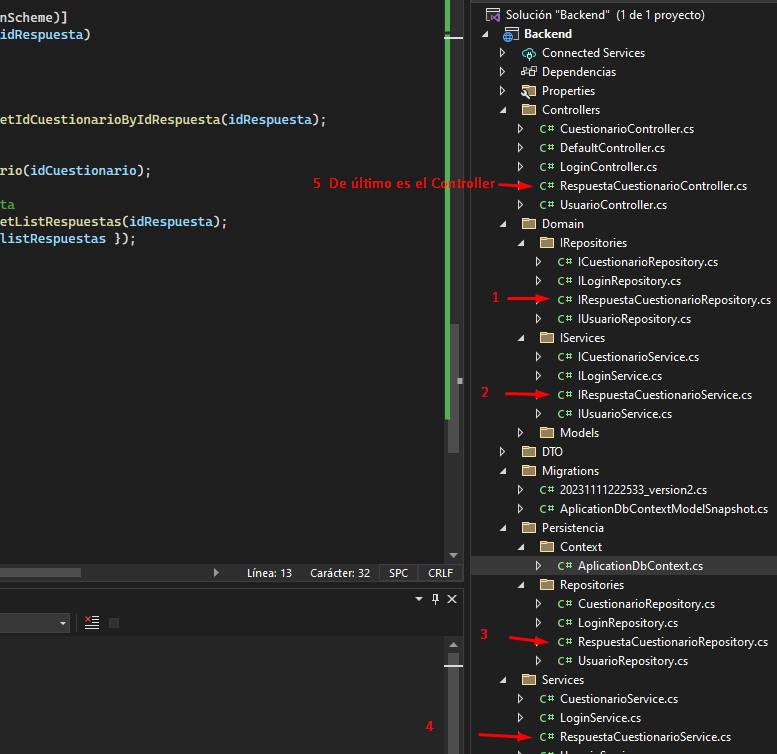 nScheme)]
idRespuesta)
etIdCuestionarioByIdRespuesta(idRespuesta);
rio(idCuestionario);
ta
etListRespuestas(idRespuesta);
listRespuestas });
Línea: 13 Carácter: 32 SPC CRLF
Solución "Backend" (1 de 1 proyecto)
Backend
Connected Services
Dependencias
Properties
Controllers
C# CuestionarioController.cs
C# DefaultController.cs
C# LoginController.cs
5 De último es el Controller
C# RespuestaCuestionarioController.cs
C# UsuarioController.cs
Domain
IRepositories
C# ICuestionarioRepository.cs
C# ILoginRepository.cs
1
C# IRespuestaCuestionarioRepository.cs
C# IUsuarioRepository.cs
IServices
C# ICuestionarioService.cs
C# ILoginService.cs
2
C# IRespuestaCuestionarioService.cs
C# IUsuarioService.cs
Models
DTO
Migrations
C# 20231111222533_version2.cs
C# AplicationDbContextModelSnapshot.cs
Persistencia
Context
C# AplicationDbContext.cs
Repositories
C# CuestionarioRepository.cs
C# LoginRepository.cs
3
C# RespuestaCuestionarioRepository.cs
C# UsuarioRepository.cs
Services
C# CuestionarioService.cs
C# LoginService.cs
4
C# RespuestaCuestionarioService.cs